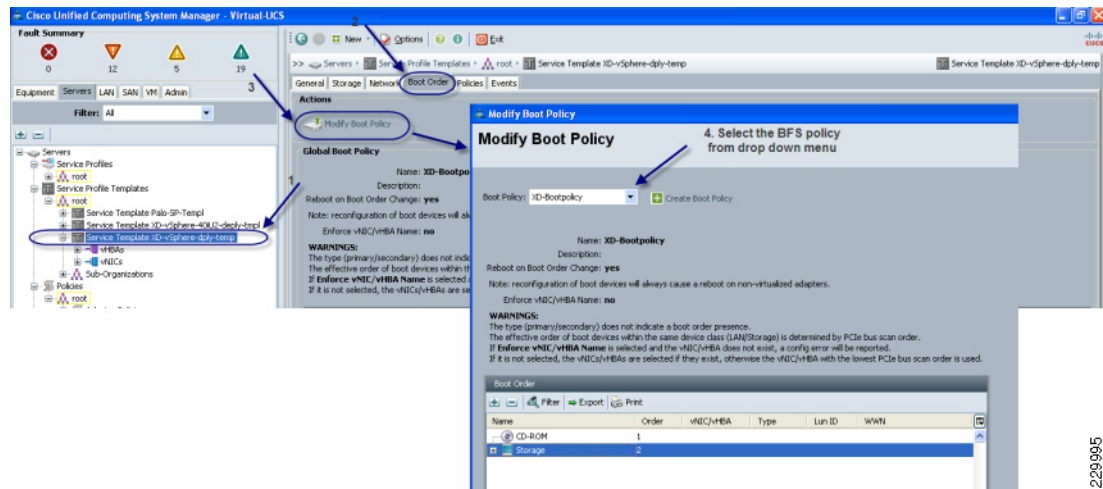 Cisco Unified Computing System Manager - Virtual-UCS
Fault Summary
0 12 5 19
Equipment Servers LAN SAN VM Admin
Filter: All
Servers
Service Profiles
root
Service Profile Templates
root
Service Template Palo-SP-Templ
Service Template XD-vSphere-
Service Template XD-vSphere-dply-temp
vHBAs
vNICs
Sub-Organizations
Policies
root
1
2
3
New Options Exit
cisco
>> Servers Service Profile Templates root Service Template XD-vSphere-dply-temp
Service Template XD-vSphere-dply-temp
General Storage Network Boot Order Policies Events
Actions
Modify Boot Policy
Global Boot Policy
Name: XD-Bootpo
Description:
Reboot on Boot Order Change: yes
Note: reconfiguration of boot devices will
Enforce vNIC/vHBA Name: no
WARNINGS:
The type (primary/secondary) does not indic
The effective order of boot devices within th
If Enforce vNIC/vHBA Name is selected
If it is not selected, the vNICs/vHBAs are se
Modify Boot Policy
Modify Boot Policy
4. Select the BFS policy
from drop down menu
Boot Policy: XD-Bootpolicy Create Boot Policy
Name: XD-Bootpolicy
Description:
Reboot on Boot Order Change: yes
Note: reconfiguration of boot devices will always cause a reboot on non-virtualized adapters.
Enforce vNIC/vHBA Name: no
WARNINGS:
The type (primary/secondary) does not indicate a boot order presence.
The effective order of boot devices within the same device class (LAN/Storage) is determined by PCIe bus scan order.
If Enforce vNIC/vHBA Name is selected and the vNIC/vHBA does not exist, a config error will be reported.
If it is not selected, the vNICs/vHBAs are selected if they exist, otherwise the vNIC/vHBA with the lowest PCIe bus scan order is used.
Boot Order
Filter Export Print
Name Order vNIC/vHBA Type Lun ID WWN
CD-ROM 1
Storage 2
229995